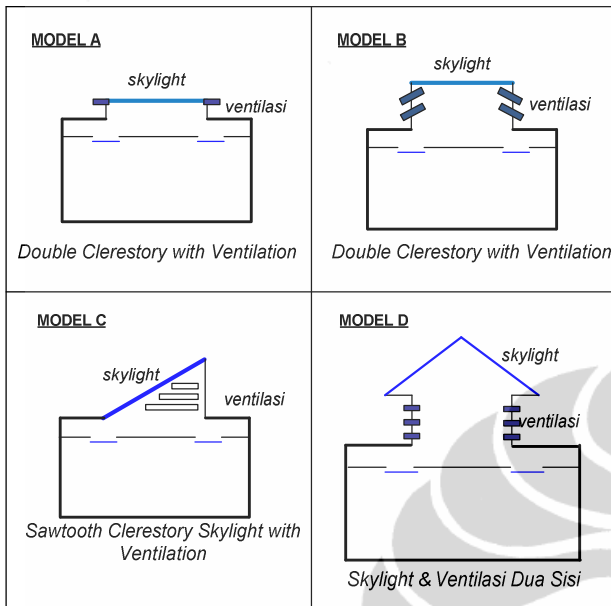 MODEL A
skylight
ventilasi
Double Clerestory with Ventilation
MODEL B
skylight
ventilasi
Double Clerestory with Ventilation
MODEL C
skylight
ventilasi
Sawtooth Clerestory Skylight with
Ventilation
MODEL D
skylight
ventilasi
Skylight & Ventilasi Dua Sisi